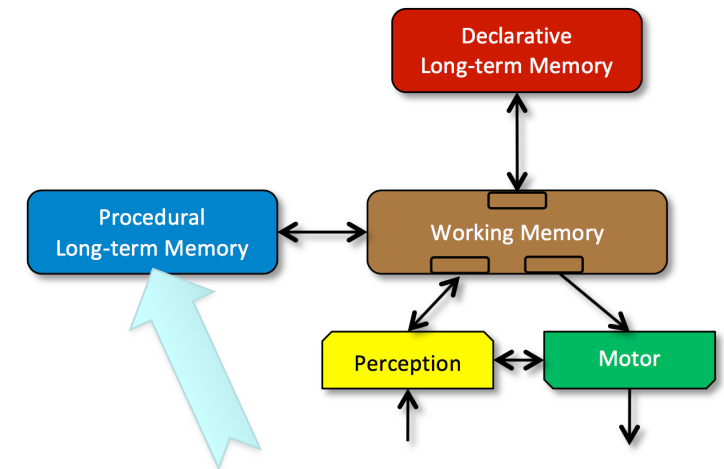 Declarative
Long-term Memory
Procedural
Long-term Memory
Working Memory
Perception
Motor